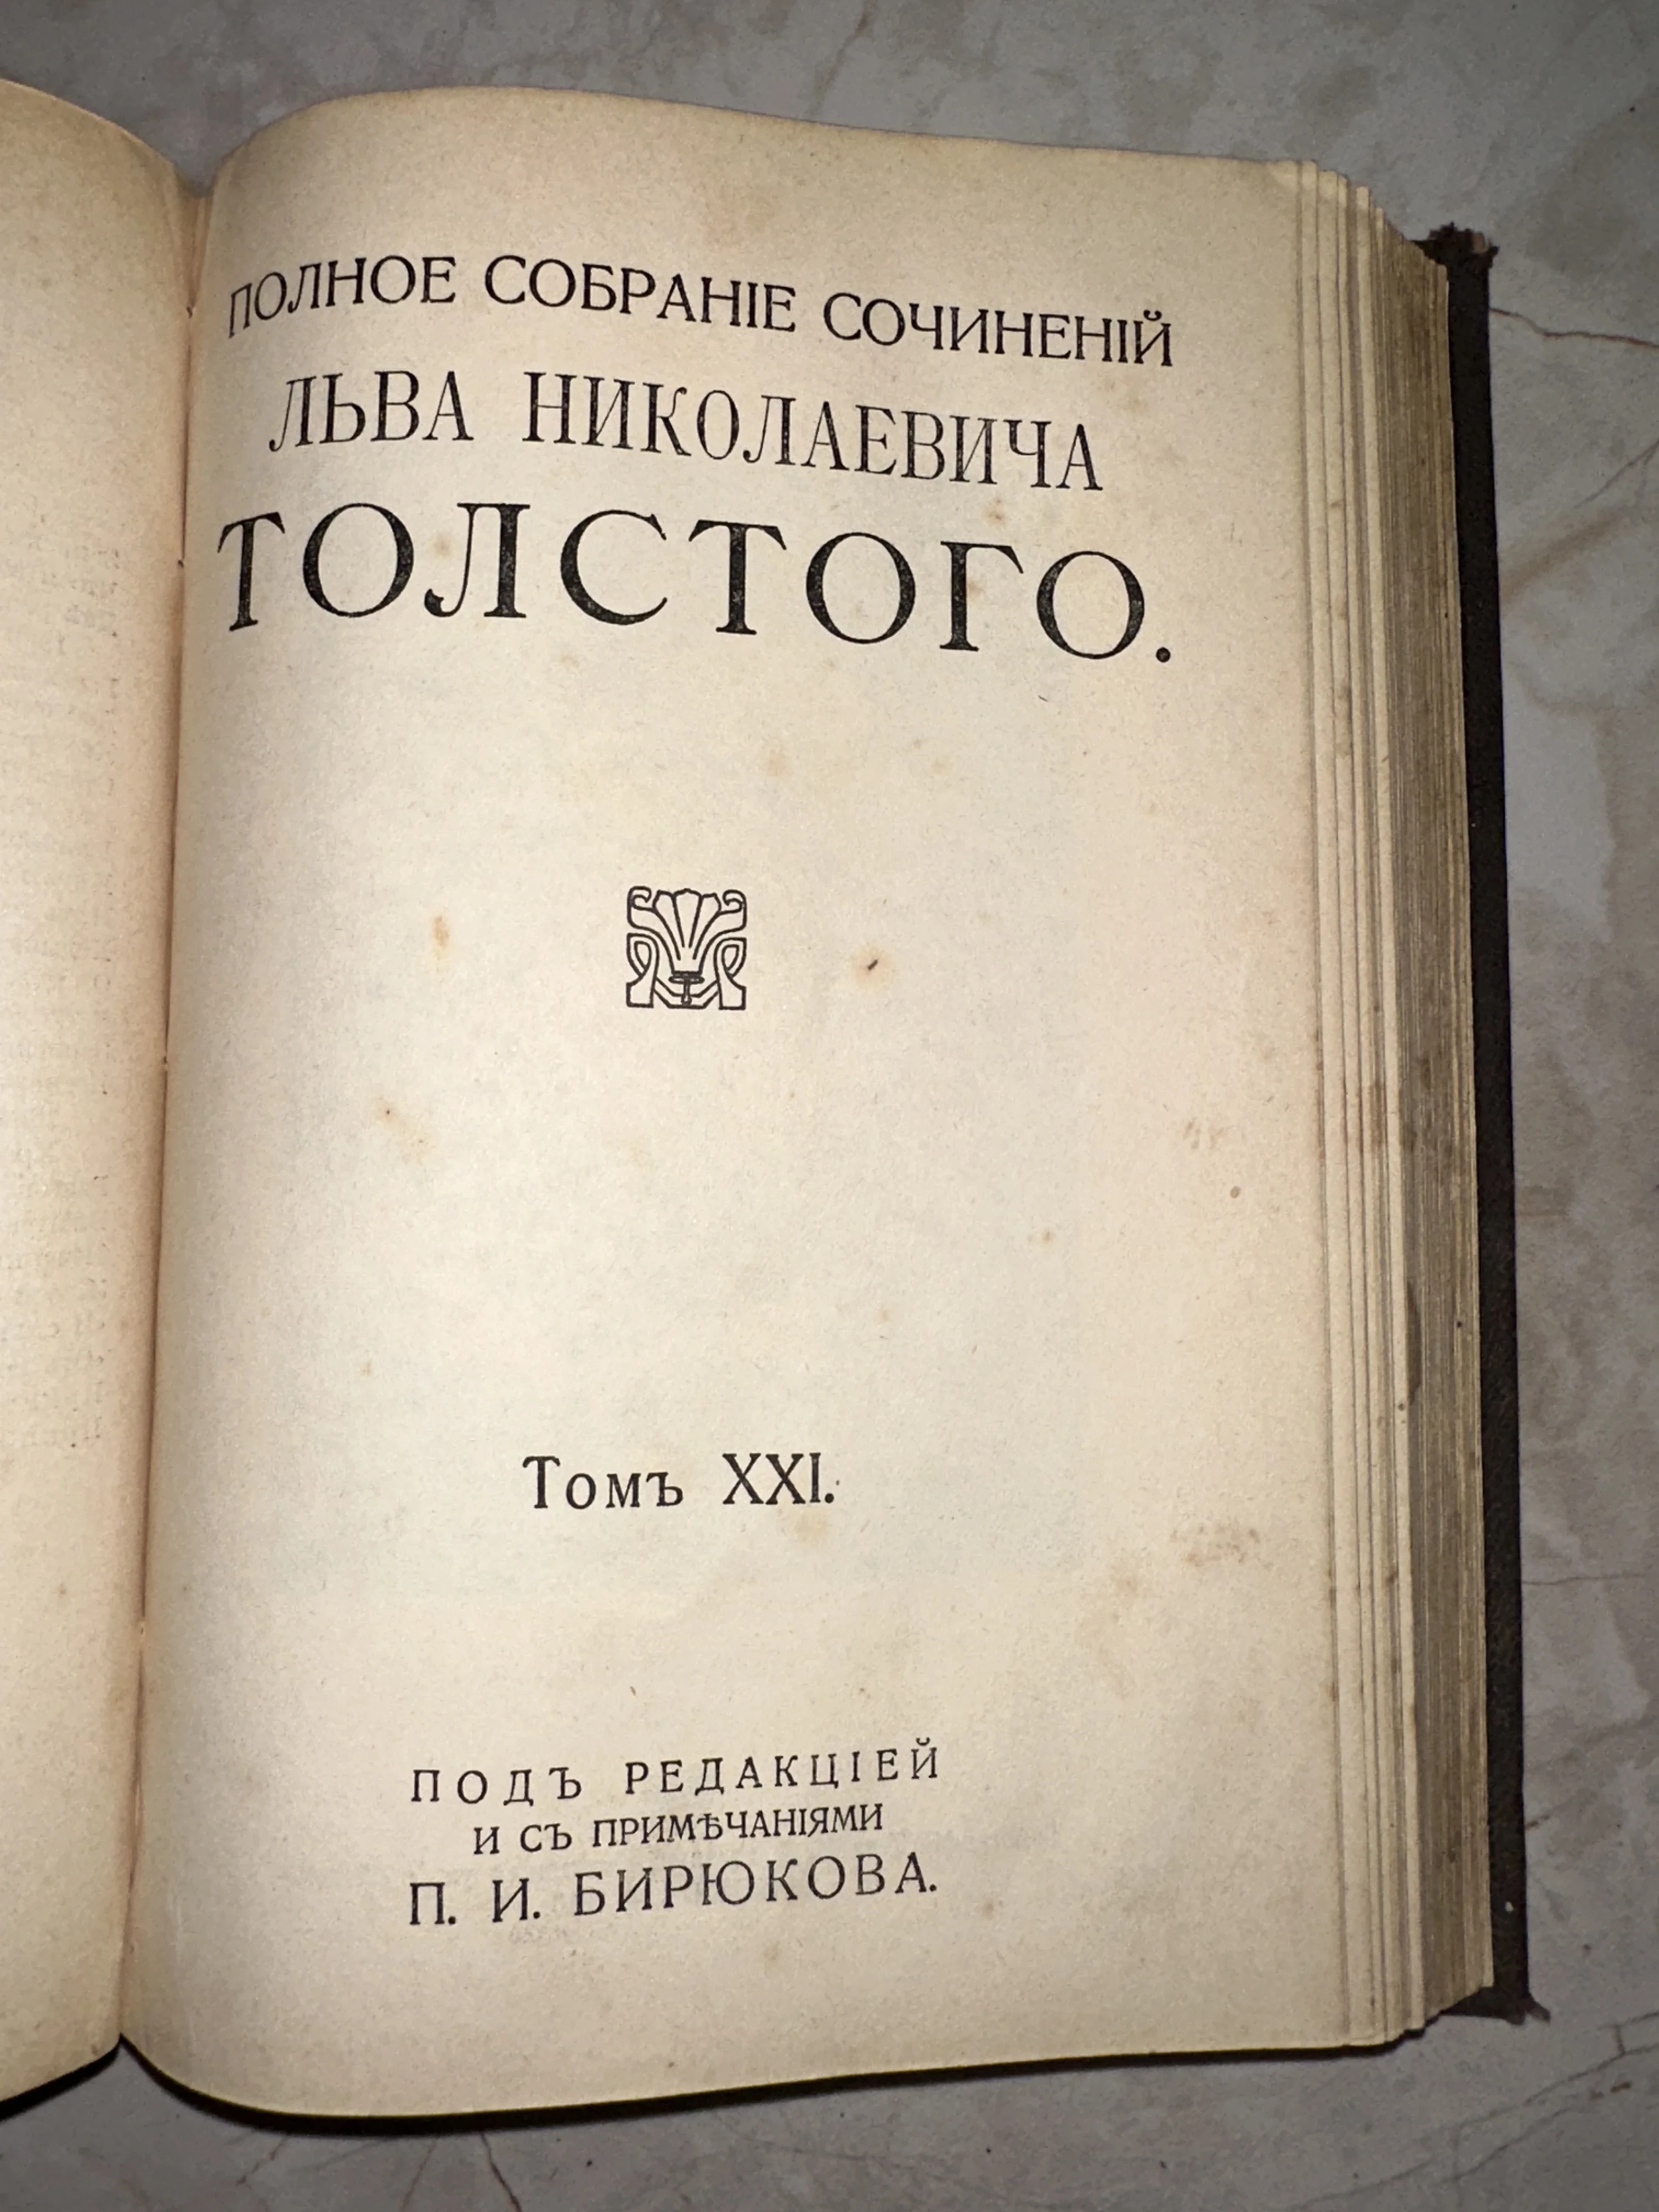 ПОЛНОЕ СОБРАНІЕ СОЧИНЕНІЙ
ЛЬВА НИКОЛАЕВИЧА
ТОЛСТОГО.
Томъ XXI.
ПОДЪ РЕДАКЦІЕЙ
И СЪ ПРИМѢЧАНІЯМИ
П. И. БИРЮКОВА.